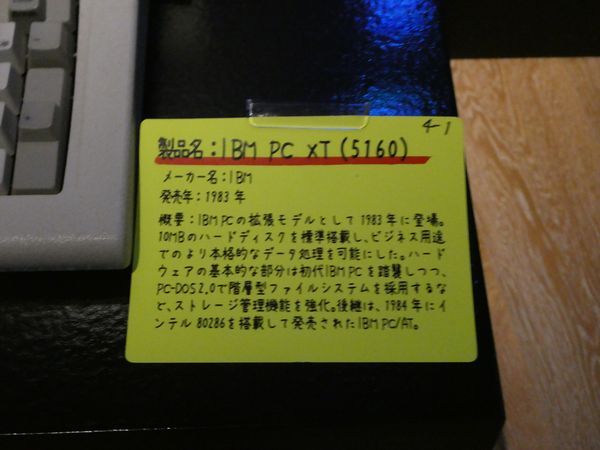 4-1
製品名：IBM PC XT (5160)
メーカー名：IBM
発売年：1983年
概要：IBM PCの拡張モデルとして1983年に登場。
10MBのハードディスクを標準搭載し、ビジネス用途
でのより本格的なデータ処理を可能にした。ハード
ウェアの基本的な部分は初代IBM PCを踏襲しつつ、
PC-DOS2.0で階層型ファイルシステムを採用するな
ど、ストレージ管理機能を強化。後継は、1984年にイ
ンテル80286を搭載して発売されたIBM PC/AT。